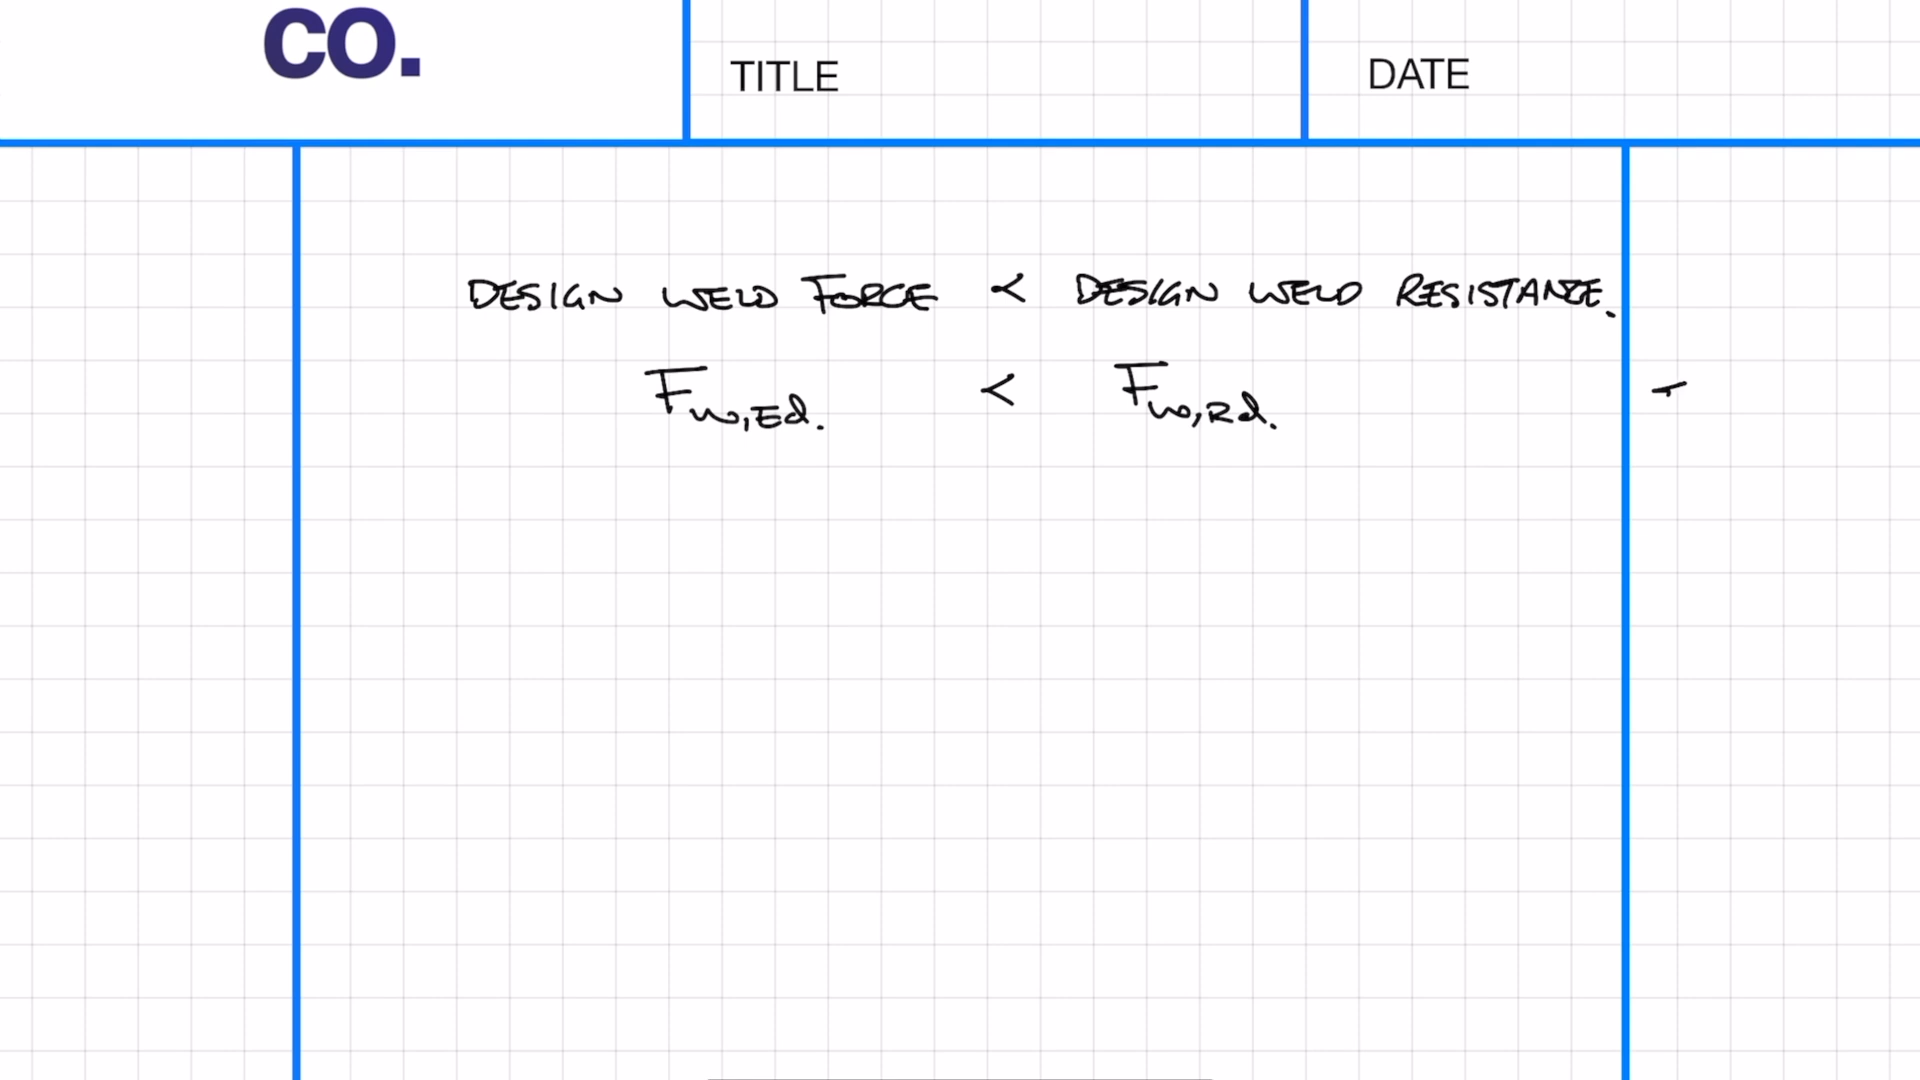 CO.
TITLE
DATE
DESIGN WELD FORCE < DESIGN WELD RESISTANCE.
Fw,Ed. < Fw,Rd.